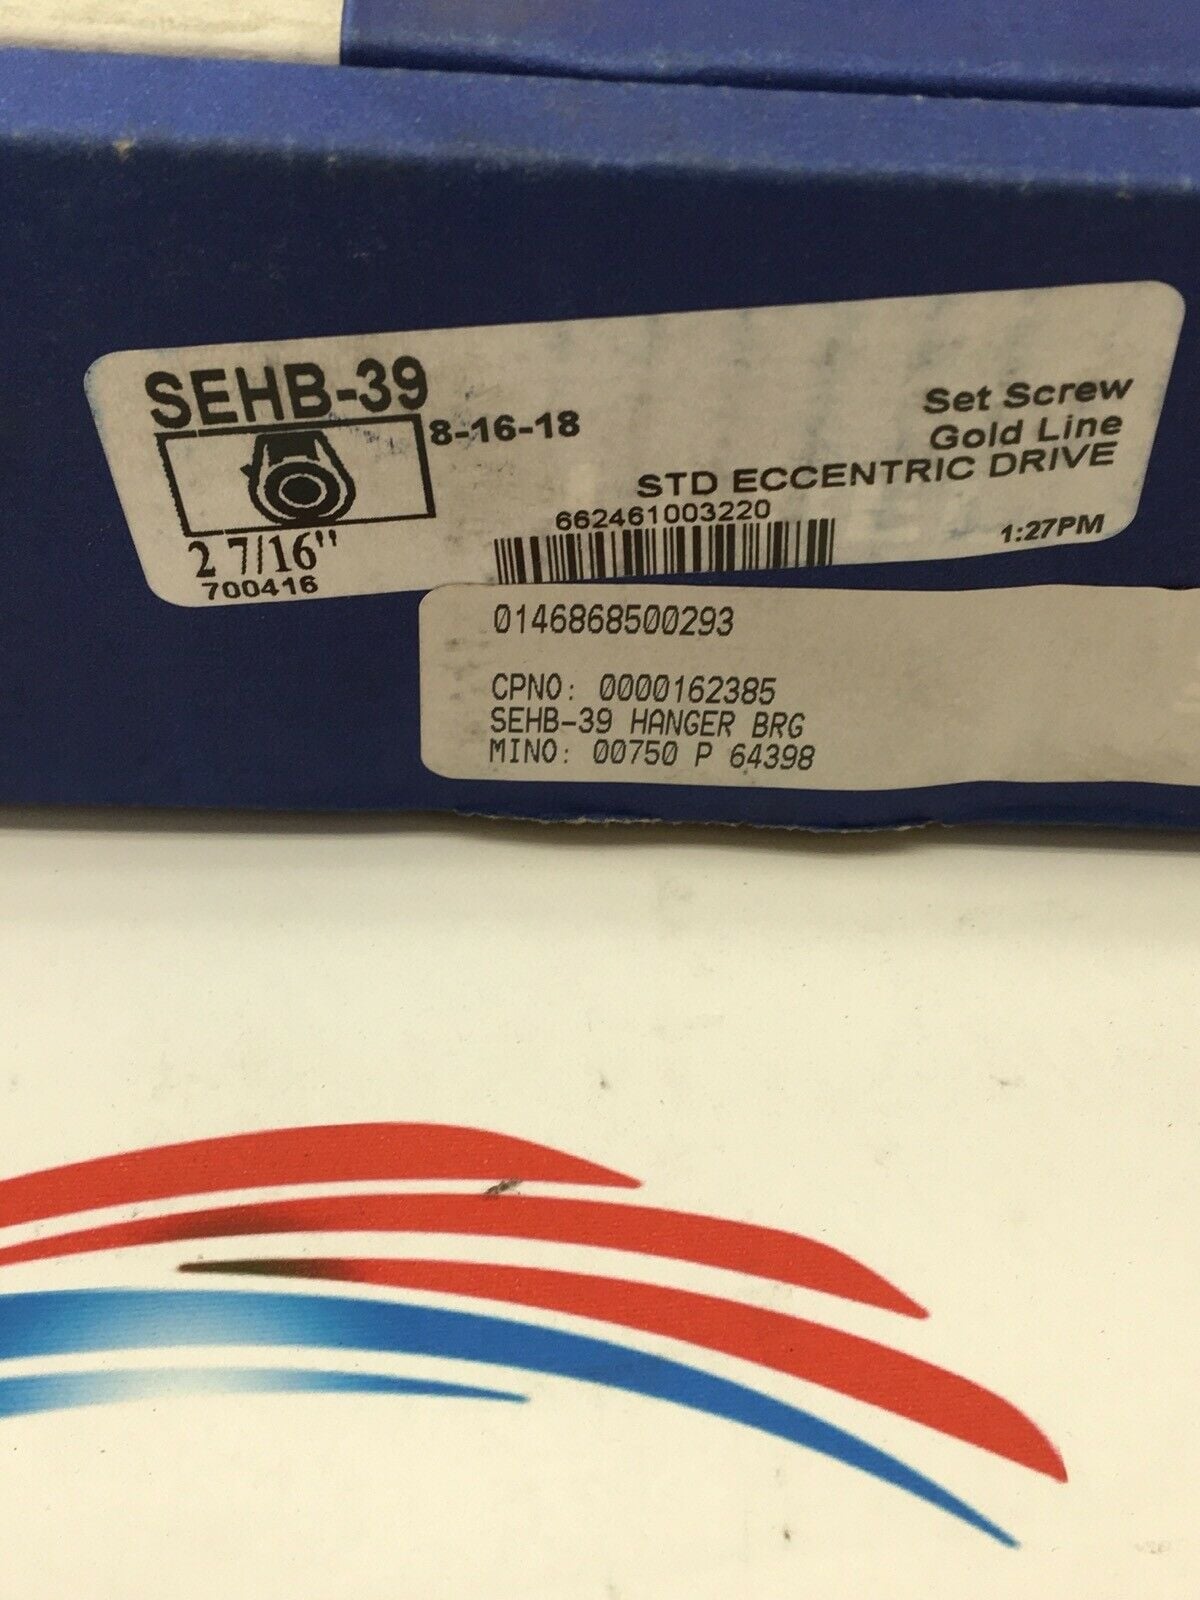 SEHB-39
8-16-18
Set Screw
Gold Line
STD ECCENTRIC DRIVE
662461003220
1:27PM
2 7/16"
700416
0146868500293
CPNO: 0000162385
SEHB-39 HANGER BRG
MINO: 00750 P 64398